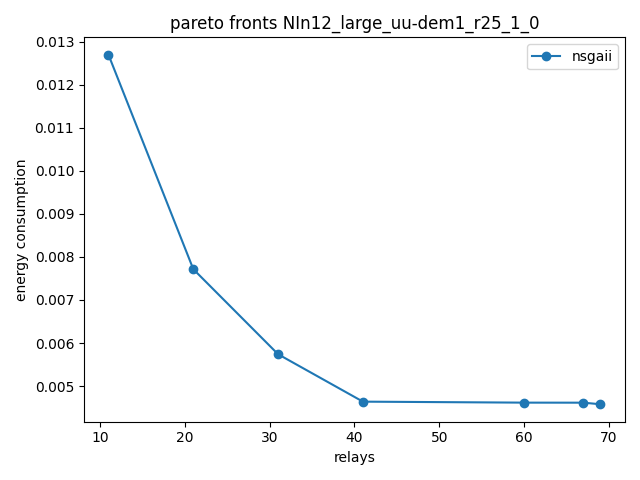 pareto fronts NIn12_large_uu-dem1_r25_1_0
nsgaii
energy consumption
0.013
0.012
0.011
0.010
0.009
0.008
0.007
0.006
0.005
10 20 30 40 50 60 70
relays